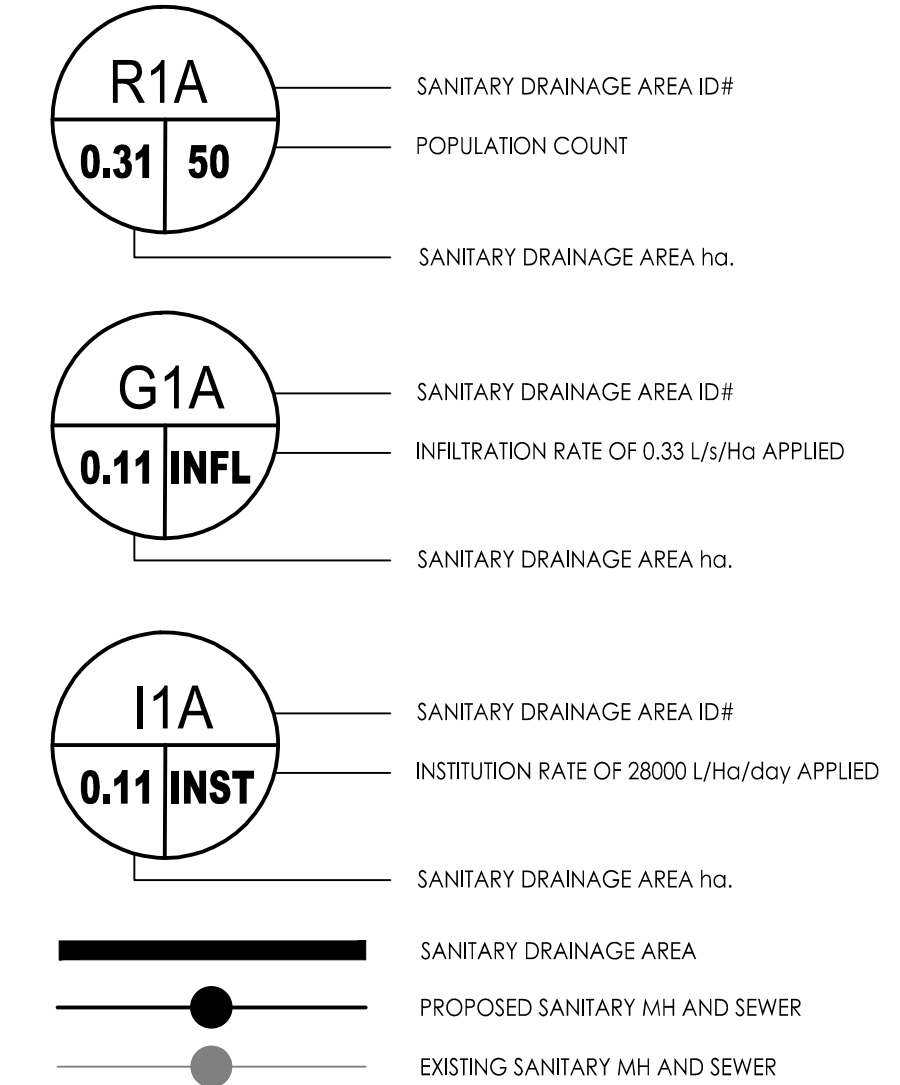 R1A
SANITARY DRAINAGE AREA ID#
0.31 50
POPULATION COUNT
SANITARY DRAINAGE AREA ha.
G1A
SANITARY DRAINAGE AREA ID#
0.11 INFL
INFILTRATION RATE OF 0.33 L/s/Ha APPLIED
SANITARY DRAINAGE AREA ha.
I1A
SANITARY DRAINAGE AREA ID#
0.11 INST
INSTITUTION RATE OF 28000 L/Ha/day APPLIED
SANITARY DRAINAGE AREA ha.
SANITARY DRAINAGE AREA
PROPOSED SANITARY MH AND SEWER
EXISTING SANITARY MH AND SEWER